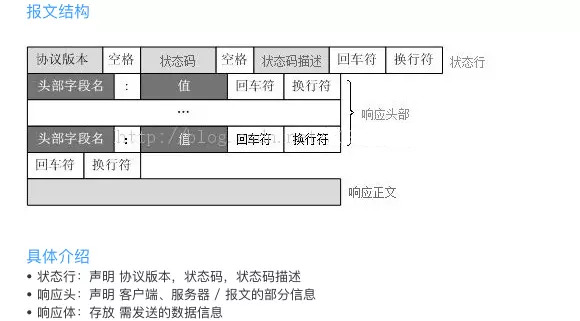 报文结构
协议版本 空格 状态码 空格 状态码描述 回车符 换行符 状态行
头部字段名 : 值 回车符 换行符
... 响应头部
头部字段名 : 值 回车符 换行符
回车符 换行符
响应正文
具体介绍
• 状态行：声明 协议版本，状态码，状态码描述
• 响应头：声明 客户端、服务器 / 报文的部分信息
• 响应体：存放 需发送的数据信息